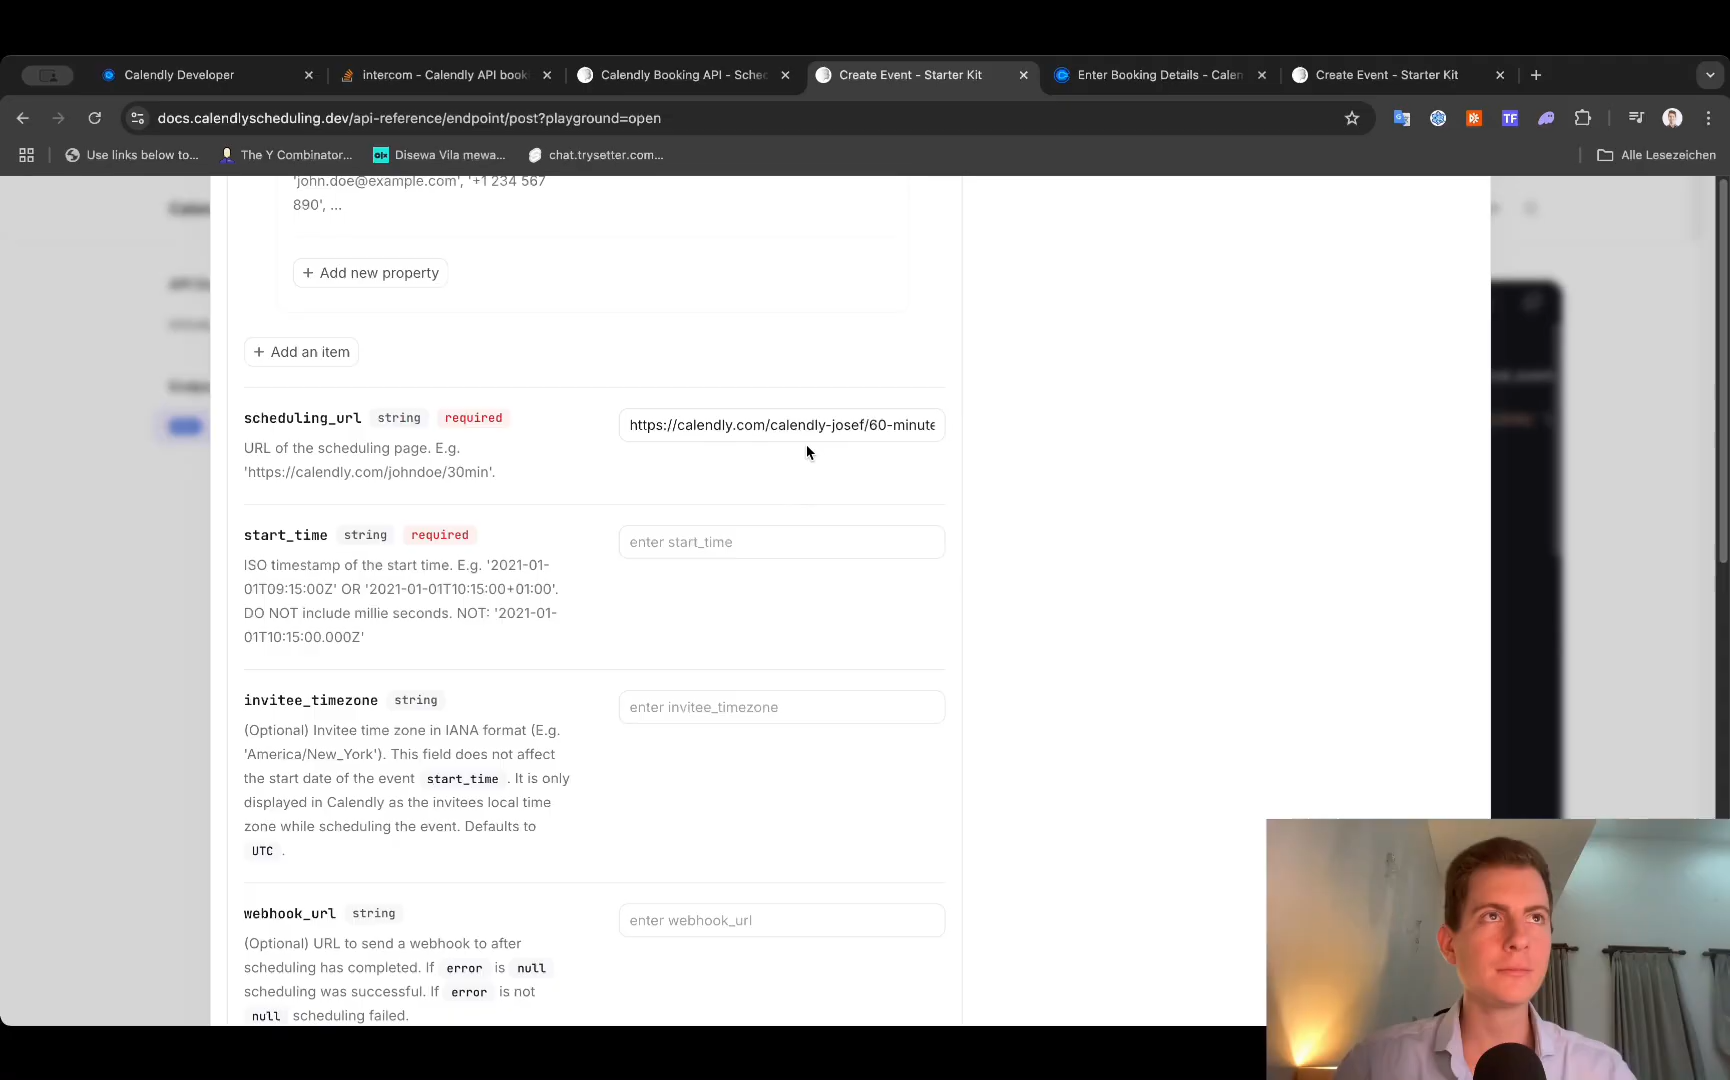 Calendly Developer
intercom - Calendly API book
Calendly Booking API - Sche
Create Event - Starter Kit
Enter Booking Details - Calen
Create Event - Starter Kit
docs.calendlyscheduling.dev/api-reference/endpoint/post?playground=open
Use links below to...
The Y Combinator...
Disewa Vila mewa...
chat.trysetter.com...
Alle Lesezeichen
'john.doe@example.com', '+1 234 567
890', ...
+ Add new property
+ Add an item
scheduling_url string required
https://calendly.com/calendly-josef/60-minute
URL of the scheduling page. E.g.
'https://calendly.com/johndoe/30min'.
start_time string required
enter start_time
ISO timestamp of the start time. E.g. '2021-01-
01T09:15:00Z' OR '2021-01-01T10:15:00+01:00'.
DO NOT include millie seconds. NOT: '2021-01-
01T10:15:00.000Z'
invitee_timezone string
enter invitee_timezone
(Optional) Invitee time zone in IANA format (E.g.
'America/New_York'). This field does not affect
the start date of the event start_time . It is only
displayed in Calendly as the invitees local time
zone while scheduling the event. Defaults to
UTC .
webhook_url string
enter webhook_url
(Optional) URL to send a webhook to after
scheduling has completed. If error is null
scheduling was successful. If error is not
null scheduling failed.